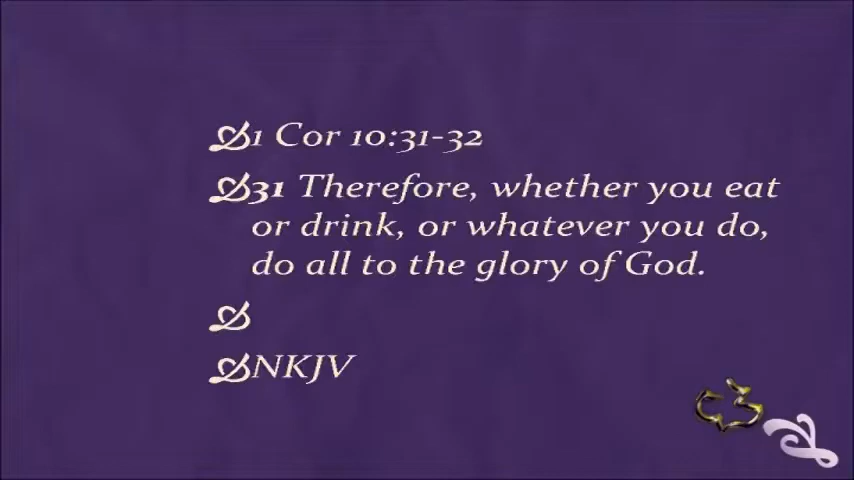 1 Cor 10:31-32
31 Therefore, whether you eat
or drink, or whatever you do,
do all to the glory of God.
NKJV